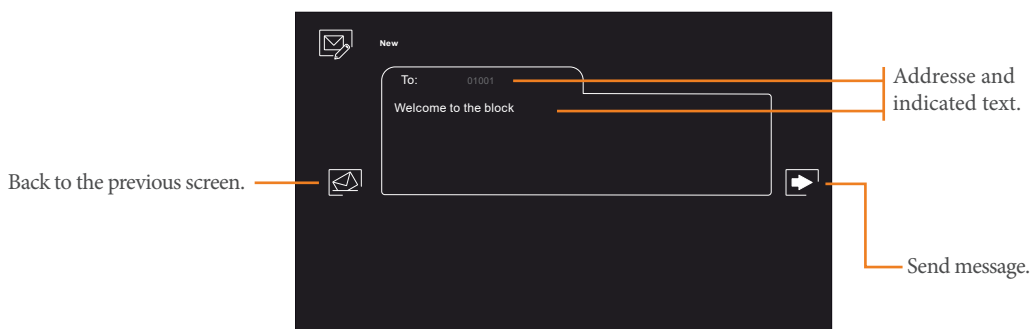 New
To: 01001
Addresse and
indicated text.
Welcome to the block
Back to the previous screen.
Send message.